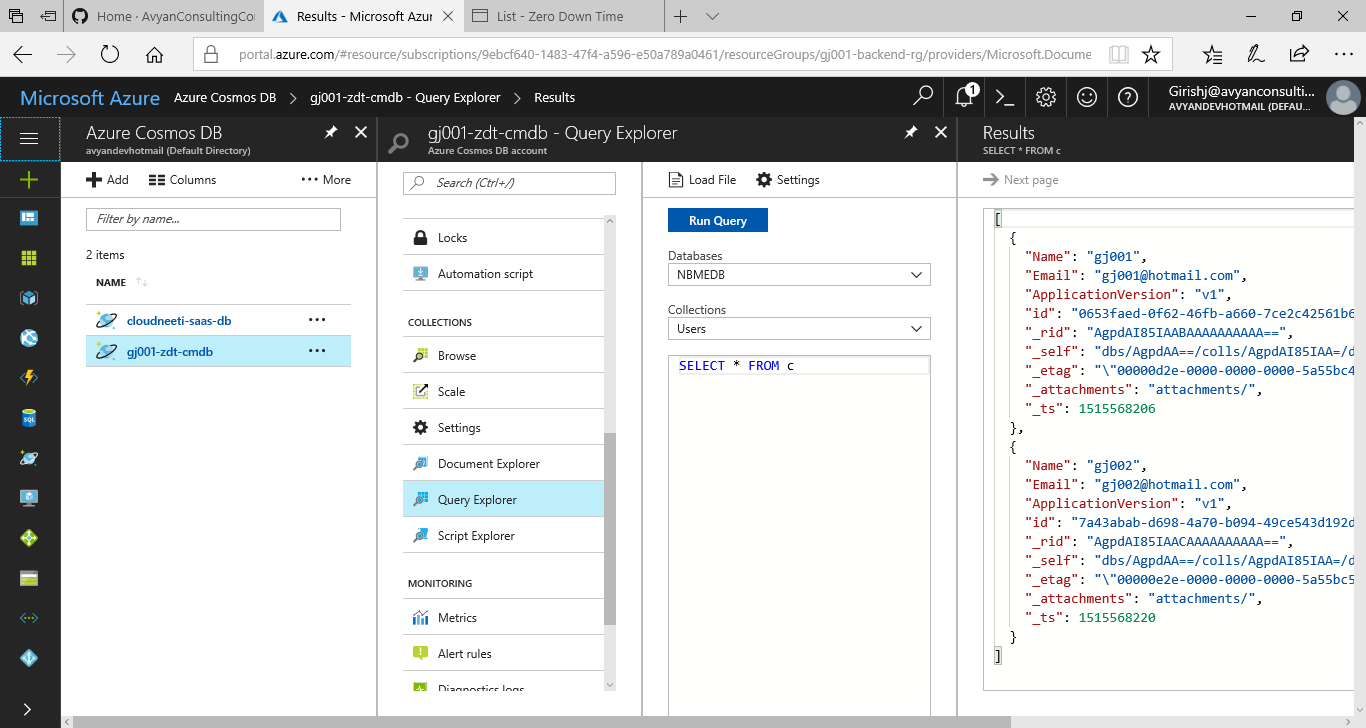 Home · AvyanConsultingCo
Results - Microsoft Azur
List - Zero Down Time
portal.azure.com/#resource/subscriptions/9ebcf640-1483-47f4-a596-e50a789a0461/resourceGroups/gj001-backend-rg/providers/Microsoft.Docume
Microsoft Azure
Azure Cosmos DB > gj001-zdt-cmdb - Query Explorer > Results
1
Girishj@avyanconsulti...
AVYANDEVHOTMAIL (DEFAU...
Azure Cosmos DB
avyandevhotmail (Default Directory)
Add
Columns
More
Filter by name...
2 items
NAME
cloudneeti-saas-db
gj001-zdt-cmdb
gj001-zdt-cmdb - Query Explorer
Azure Cosmos DB account
Search (Ctrl+/)
Locks
Automation script
COLLECTIONS
Browse
Scale
Settings
Document Explorer
Query Explorer
Script Explorer
MONITORING
Metrics
Alert rules
Diagnostics logs
Load File
Settings
Run Query
Databases
NBMEDB
Collections
Users
SELECT * FROM c
Results
SELECT * FROM c
Next page
[
{
"Name": "gj001",
"Email": "gj001@hotmail.com",
"ApplicationVersion": "v1",
"id": "0653faed-0f62-46fb-a660-7ce2c42561b6
"_rid": "AgpdAI85IAABAAAAAAAAAA==",
"_self": "dbs/AgpdAA==/colls/AgpdAI85IAA=/d
"_etag": "\"00000d2e-0000-0000-0000-5a55bc4
"_attachments": "attachments/",
"_ts": 1515568206
},
{
"Name": "gj002",
"Email": "gj002@hotmail.com",
"ApplicationVersion": "v1",
"id": "7a43abab-d698-4a70-b094-49ce543d192d
"_rid": "AgpdAI85IAACAAAAAAAAAA==",
"_self": "dbs/AgpdAA==/colls/AgpdAI85IAA=/d
"_etag": "\"00000e2e-0000-0000-0000-5a55bc5
"_attachments": "attachments/",
"_ts": 1515568220
}
]